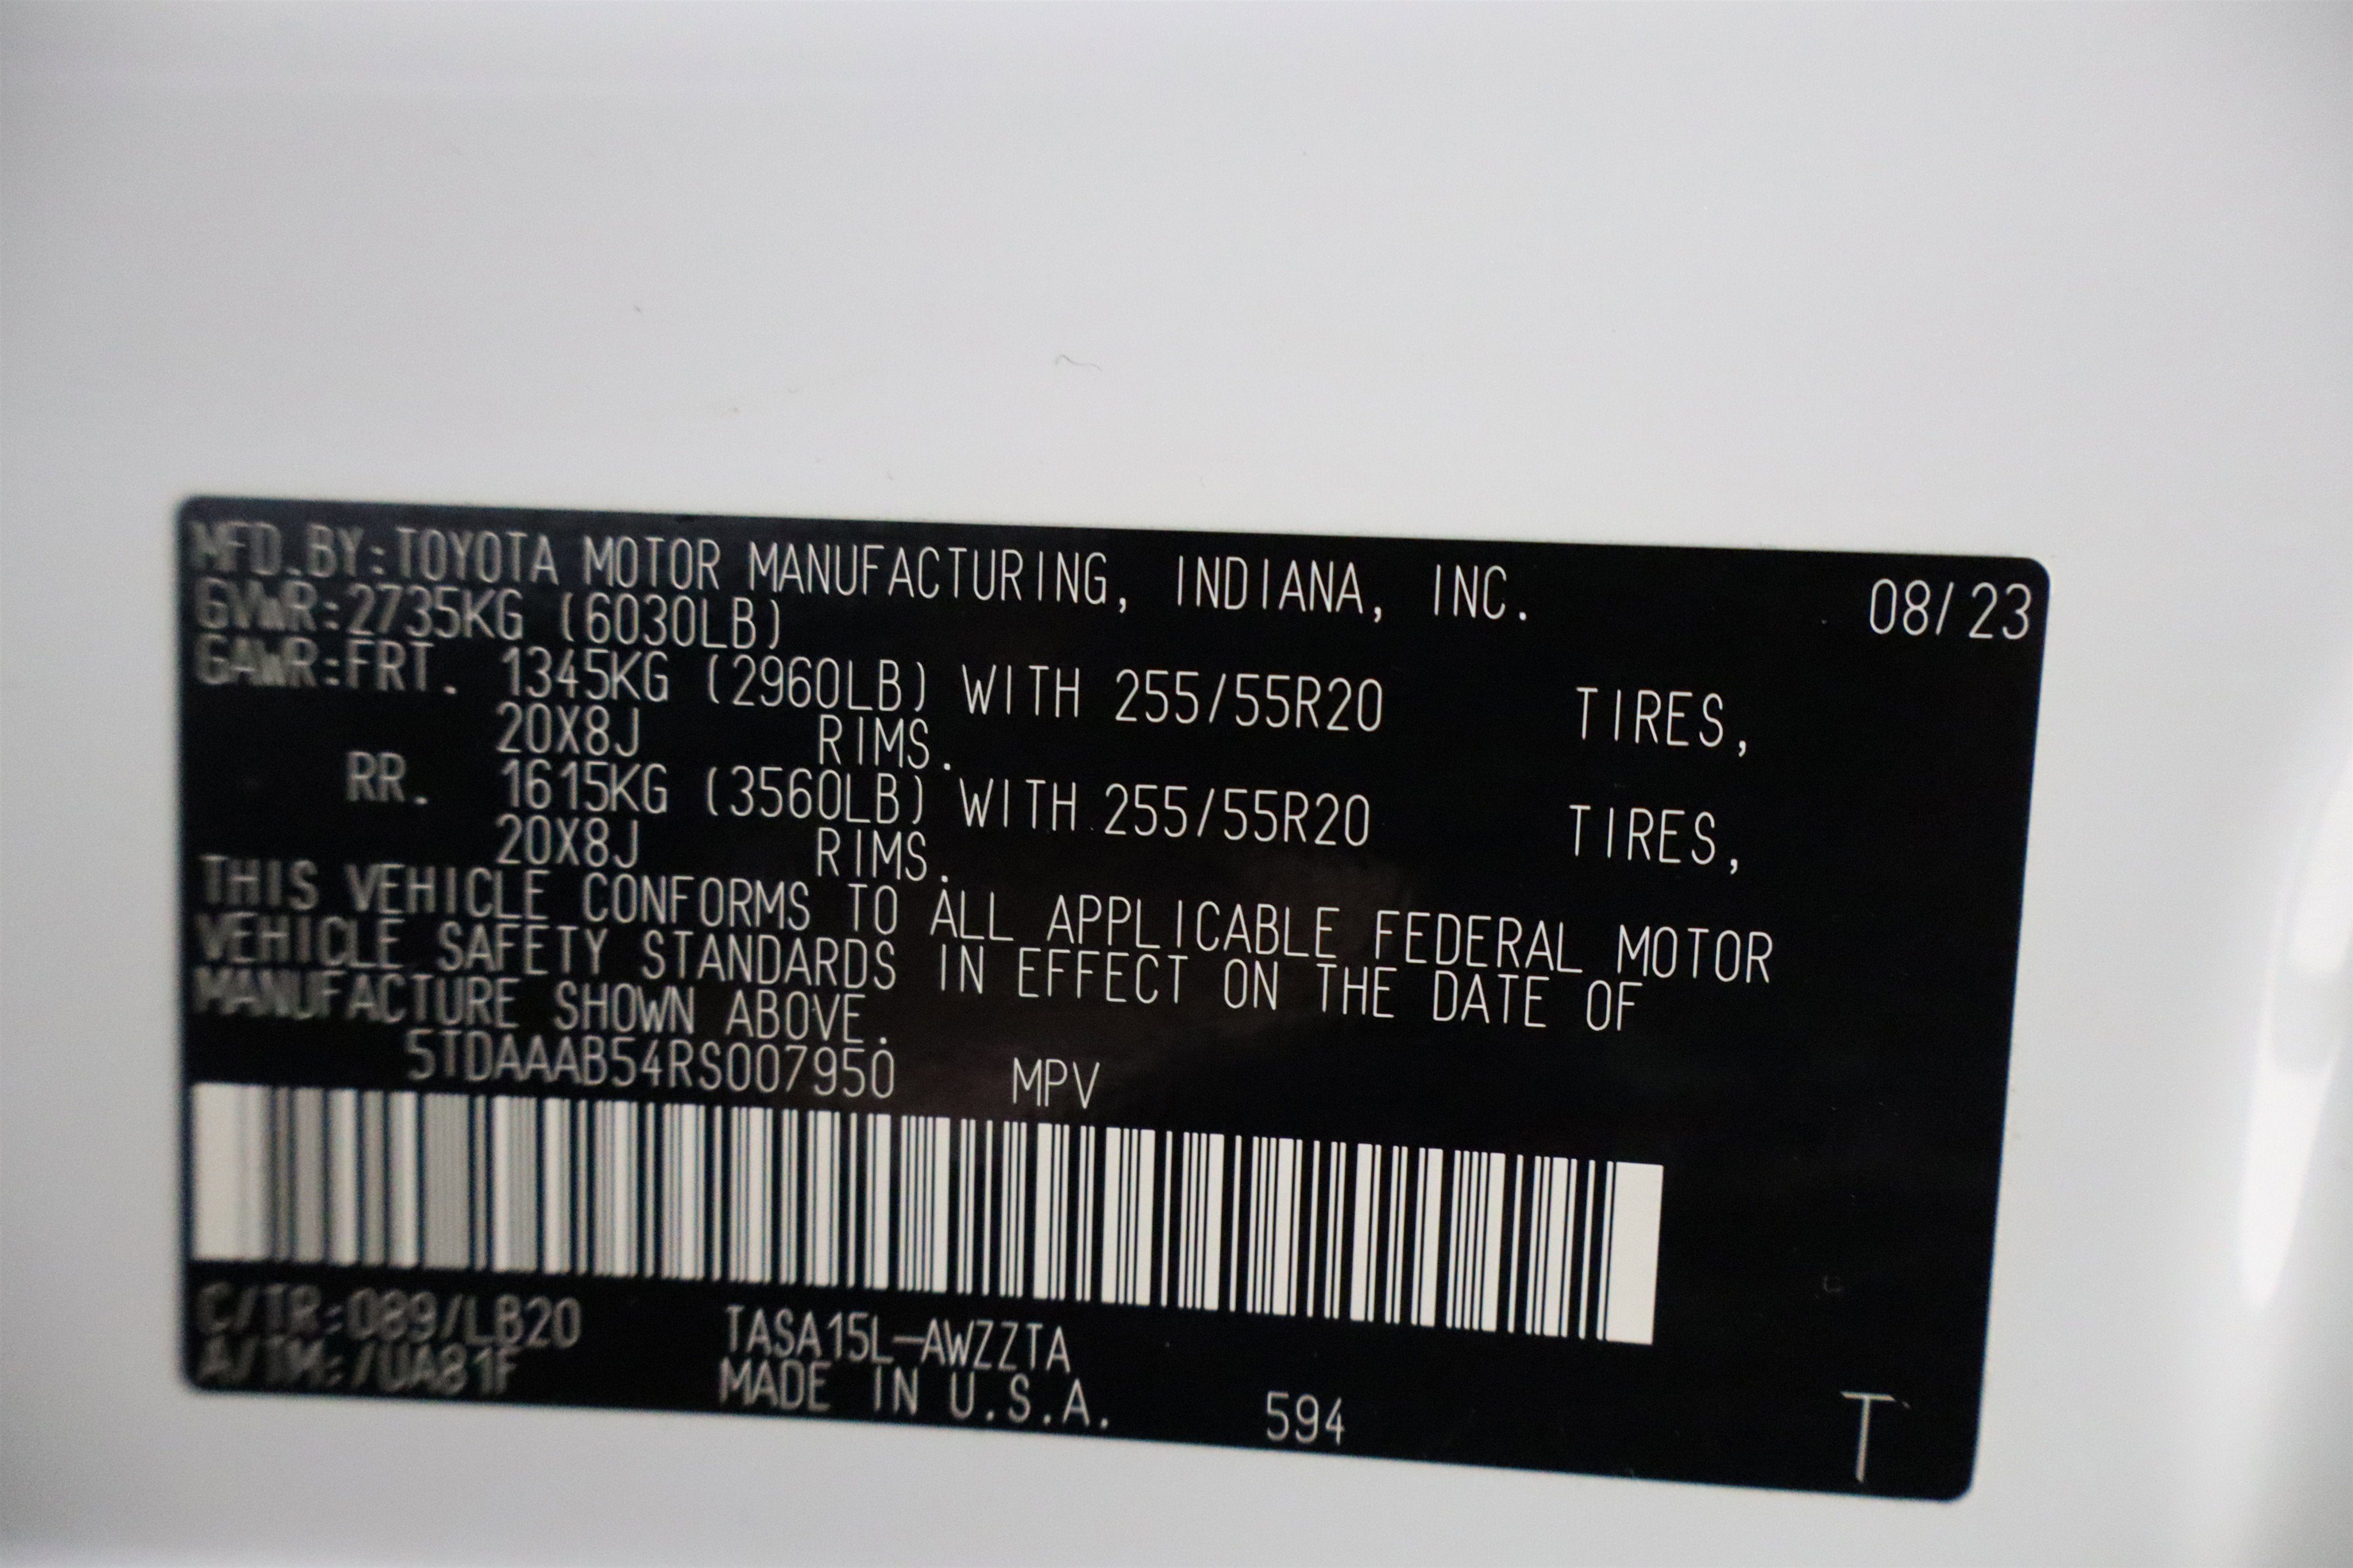 MFD.BY:TOYOTA MOTOR MANUFACTURING, INDIANA, INC. 08/23
GVWR:2735KG (6030LB)
GAWR:FRT. 1345KG (2960LB) WITH 255/55R20 TIRES,
20X8J RIMS.
RR. 1615KG (3560LB) WITH 255/55R20 TIRES,
20X8J RIMS.
THIS VEHICLE CONFORMS TO ALL APPLICABLE FEDERAL MOTOR
VEHICLE SAFETY STANDARDS IN EFFECT ON THE DATE OF
MANUFACTURE SHOWN ABOVE.
5TDAAAB54RS007950 MPV
C/TR:089/LB20 TASA15L-AWZZTA
A/TM:/UA81F MADE IN U.S.A. 594 T